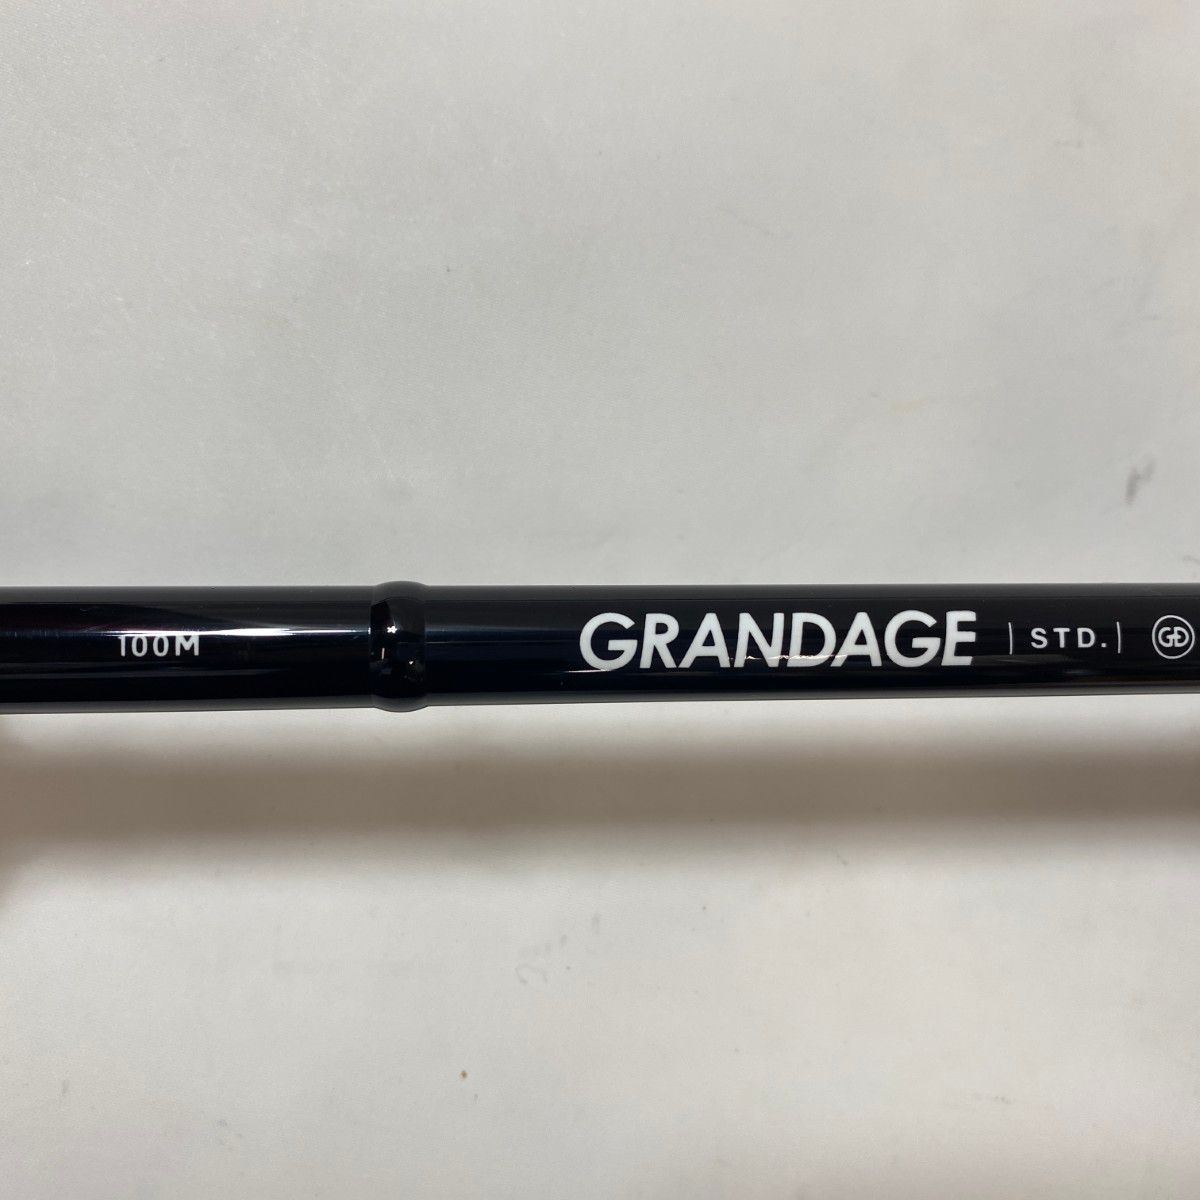 100M GRANDAGE | STD. | GD